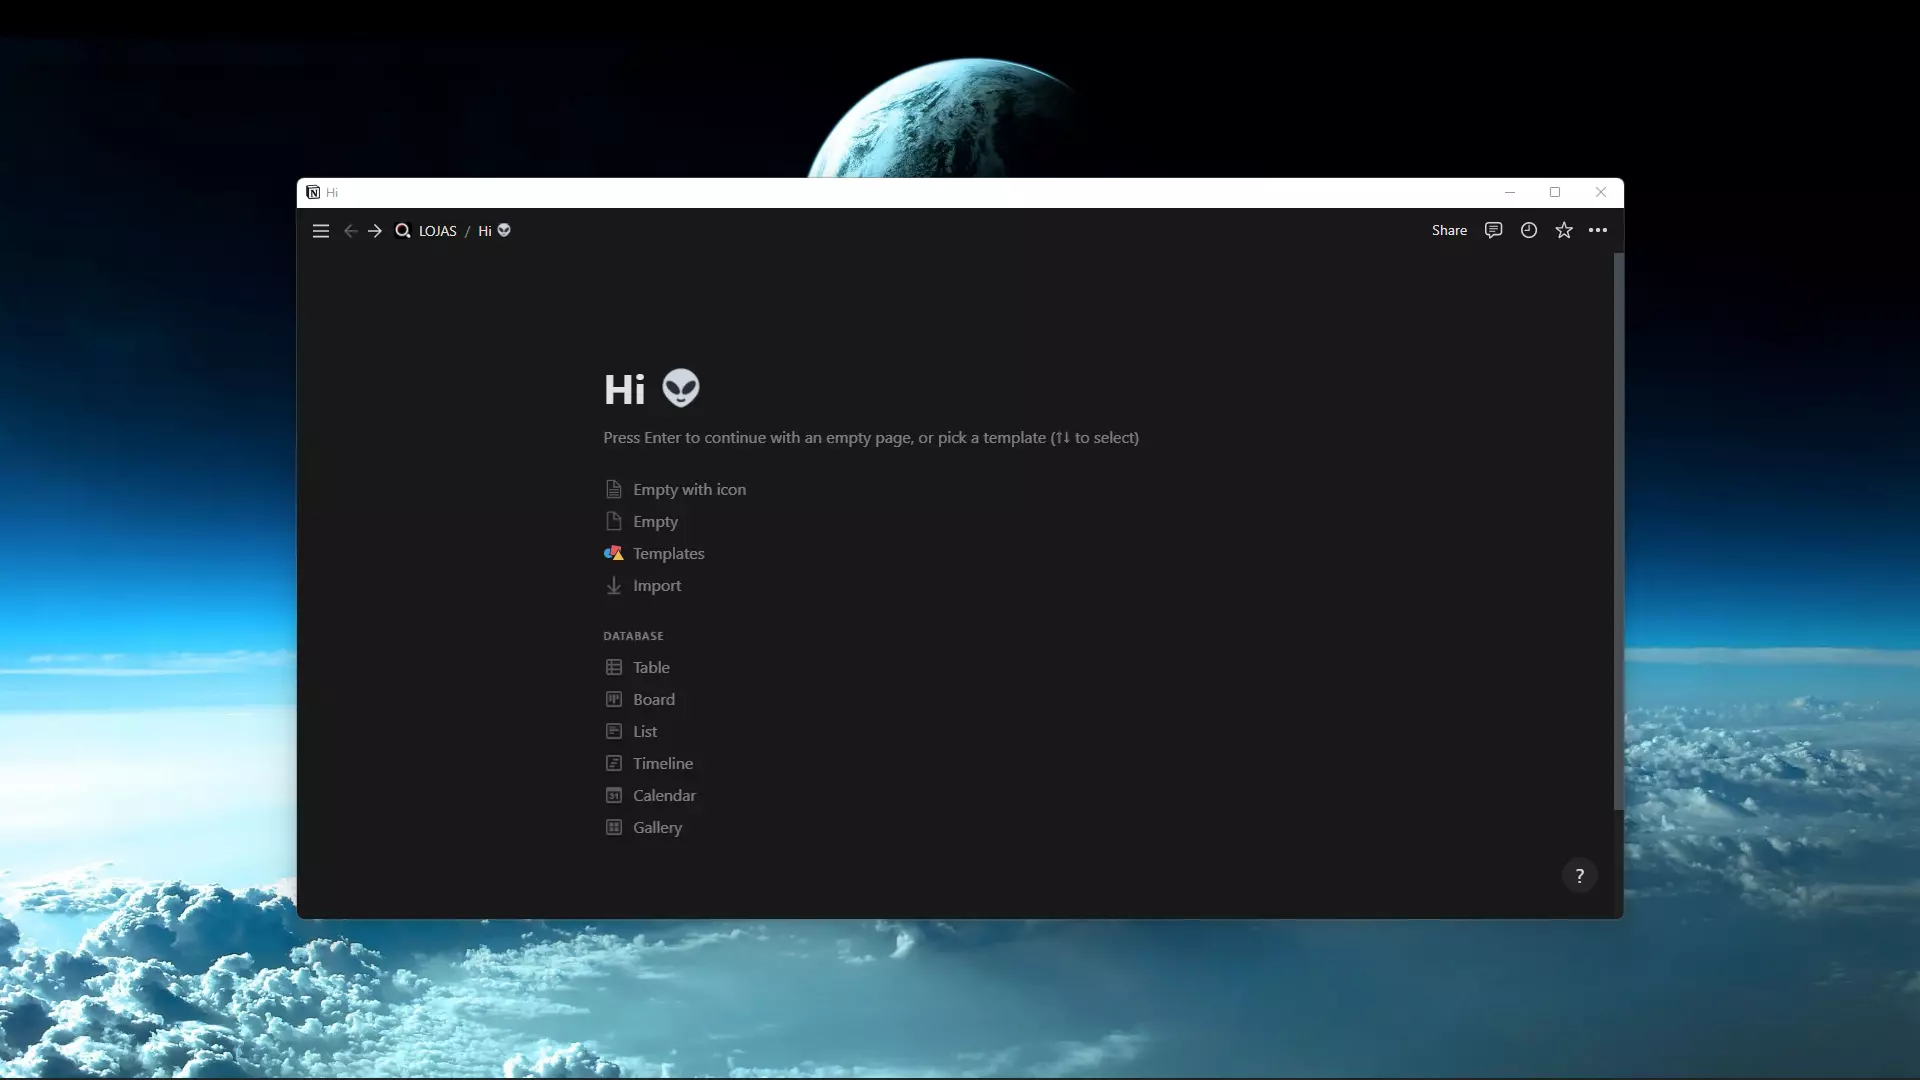 Hi
LOJAS / Hi 👽
Share
Hi 👽
Press Enter to continue with an empty page, or pick a template (↑↓ to select)
Empty with icon
Empty
Templates
Import
DATABASE
Table
Board
List
Timeline
Calendar
Gallery
?